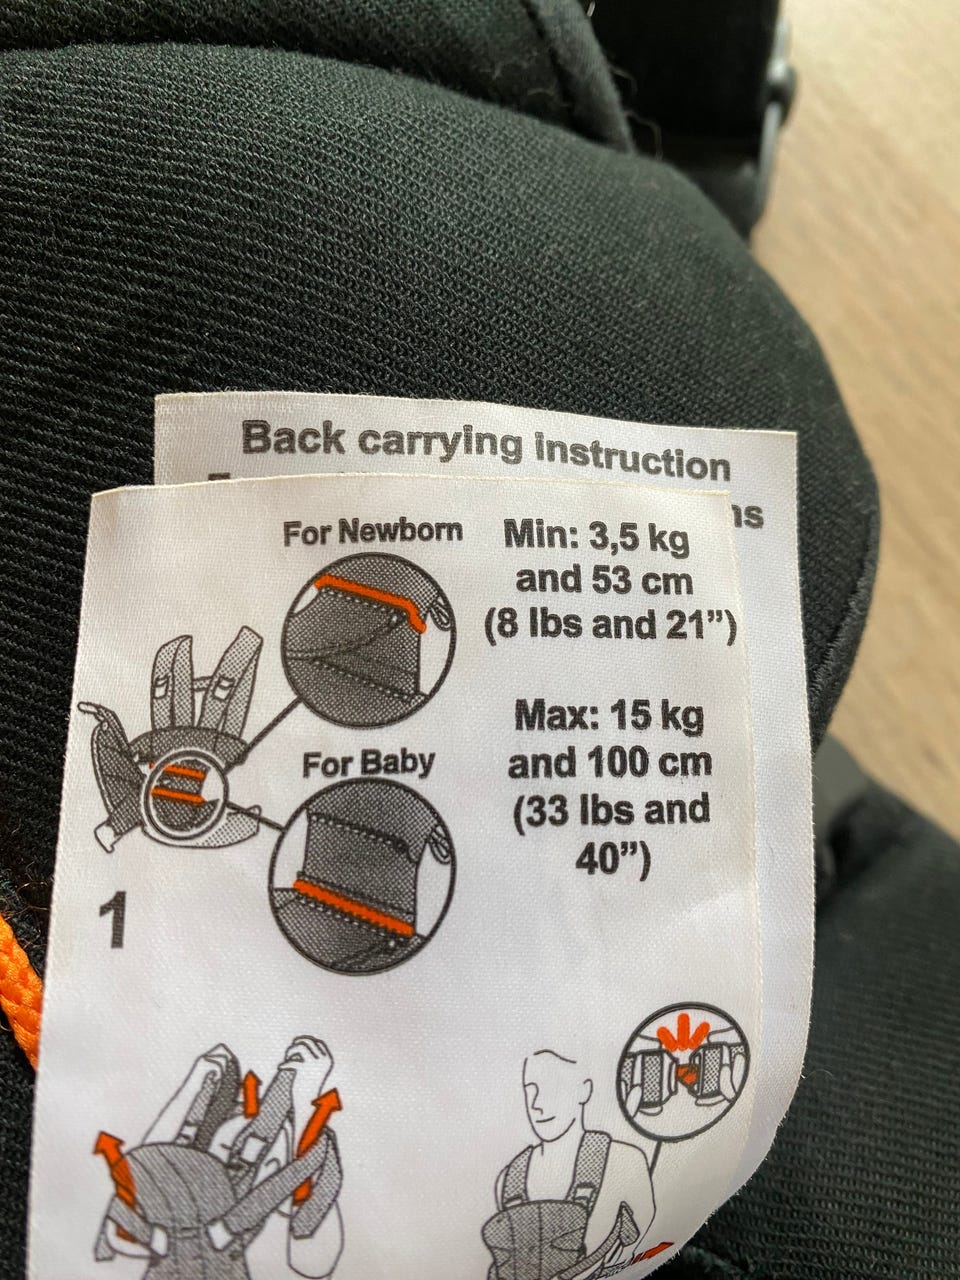 Back carrying instruction
For Newborn
Min: 3,5 kg
and 53 cm
(8 lbs and 21”)
Max: 15 kg
and 100 cm
(33 lbs and
40”)
For Baby
1